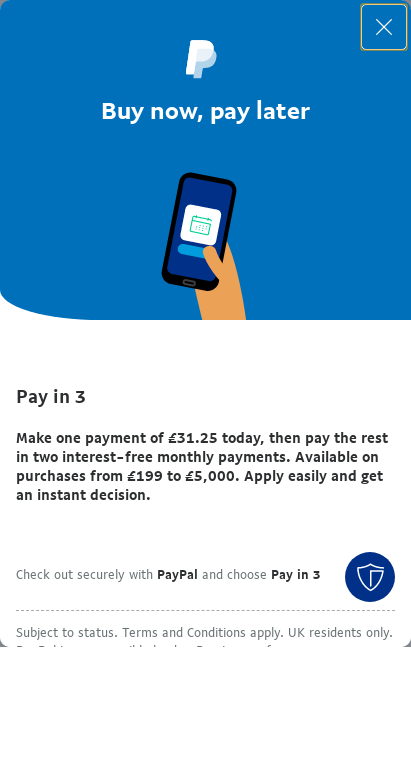 Buy now, pay later
Pay in 3
Make one payment of £31.25 today, then pay the rest
in two interest-free monthly payments. Available on
purchases from £199 to £5,000. Apply easily and get
an instant decision.
Check out securely with PayPal and choose Pay in 3
Subject to status. Terms and Conditions apply. UK residents only.